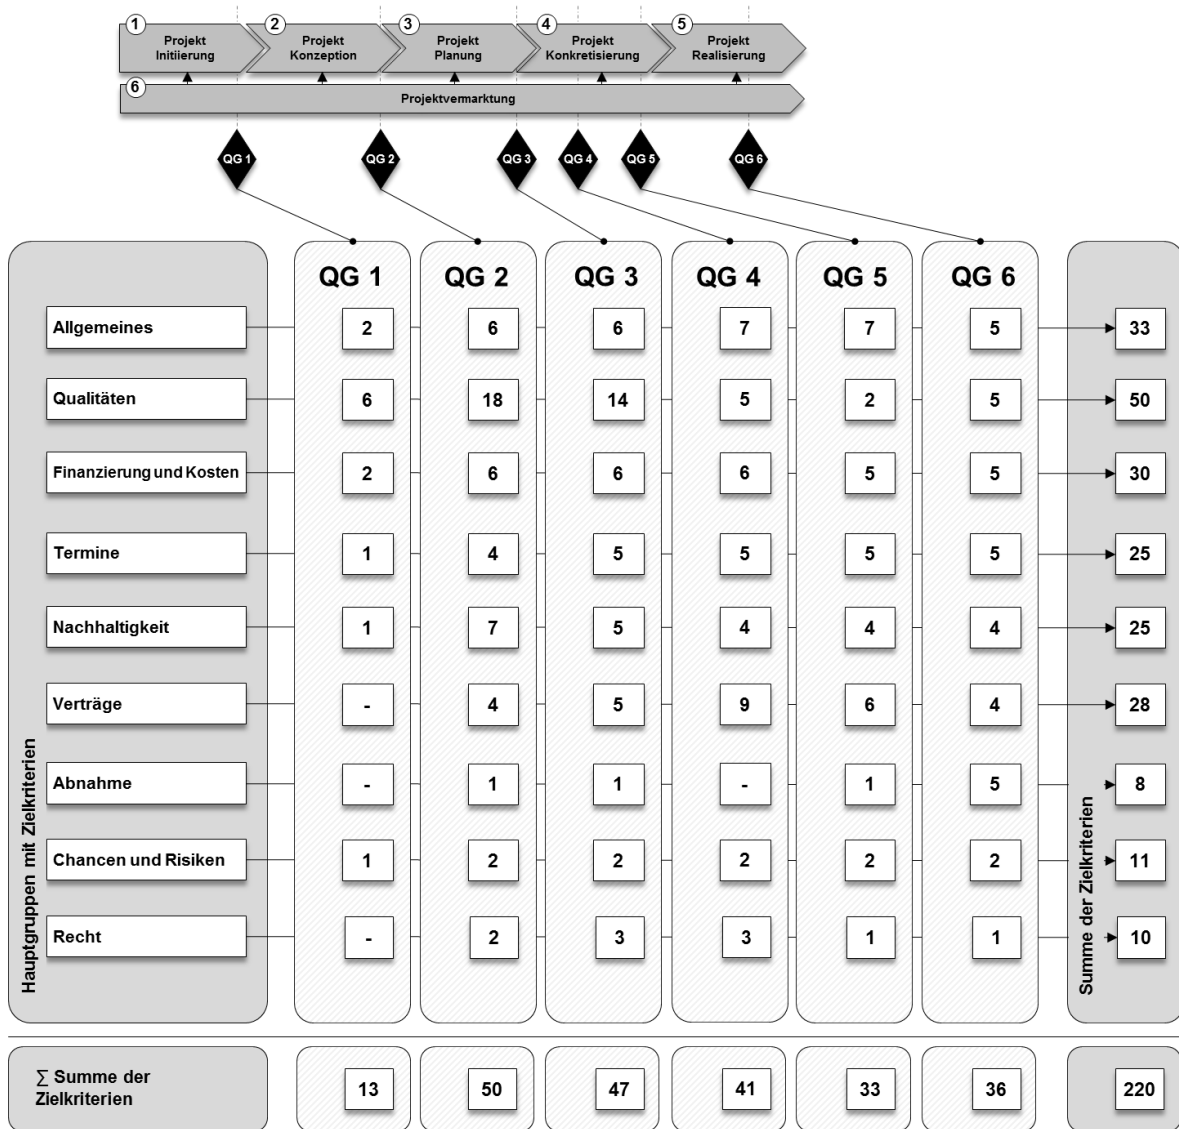 1 2 3 4 5
Projekt Initiierung
Projekt Konzeption
Projekt Planung
Projekt Konkretisierung
Projekt Realisierung
6 Projektvermarktung
QG 1 QG 2 QG 3 QG 4 QG 5 QG 6
QG 1 QG 2 QG 3 QG 4 QG 5 QG 6
Hauptgruppen mit Zielkriterien
Allgemeines 2 6 6 7 7 5 33
Qualitäten 6 18 14 5 2 5 50
Finanzierung und Kosten 2 6 6 6 5 5 30
Termine 1 4 5 5 5 5 25
Nachhaltigkeit 1 7 5 4 4 4 25
Verträge - 4 5 9 6 4 28
Abnahme - 1 1 - 1 5 8
Chancen und Risiken 1 2 2 2 2 2 11
Recht - 2 3 3 1 1 10
Summe der Zielkriterien
∑ Summe der
Zielkriterien 13 50 47 41 33 36 220